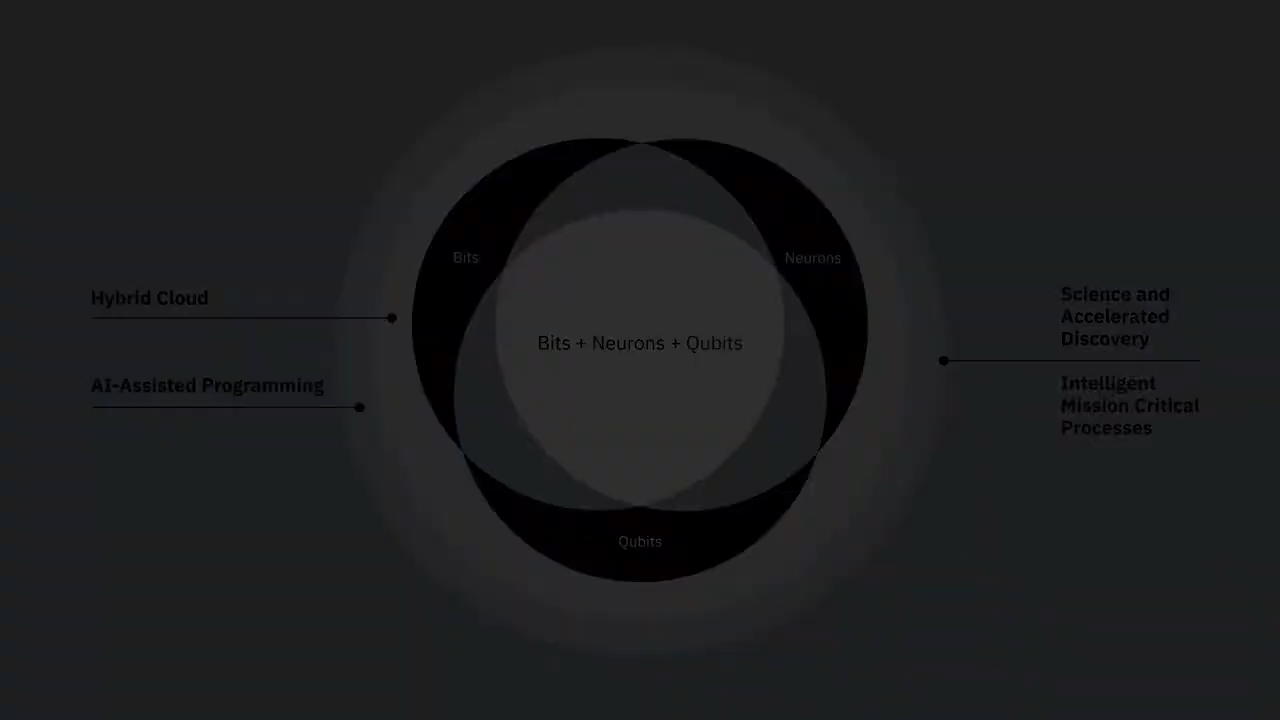 Bits
Neurons
Hybrid Cloud
AI-Assisted Programming
Bits + Neurons + Qubits
Science and
Accelerated
Discovery
Intelligent
Mission Critical
Processes
Qubits